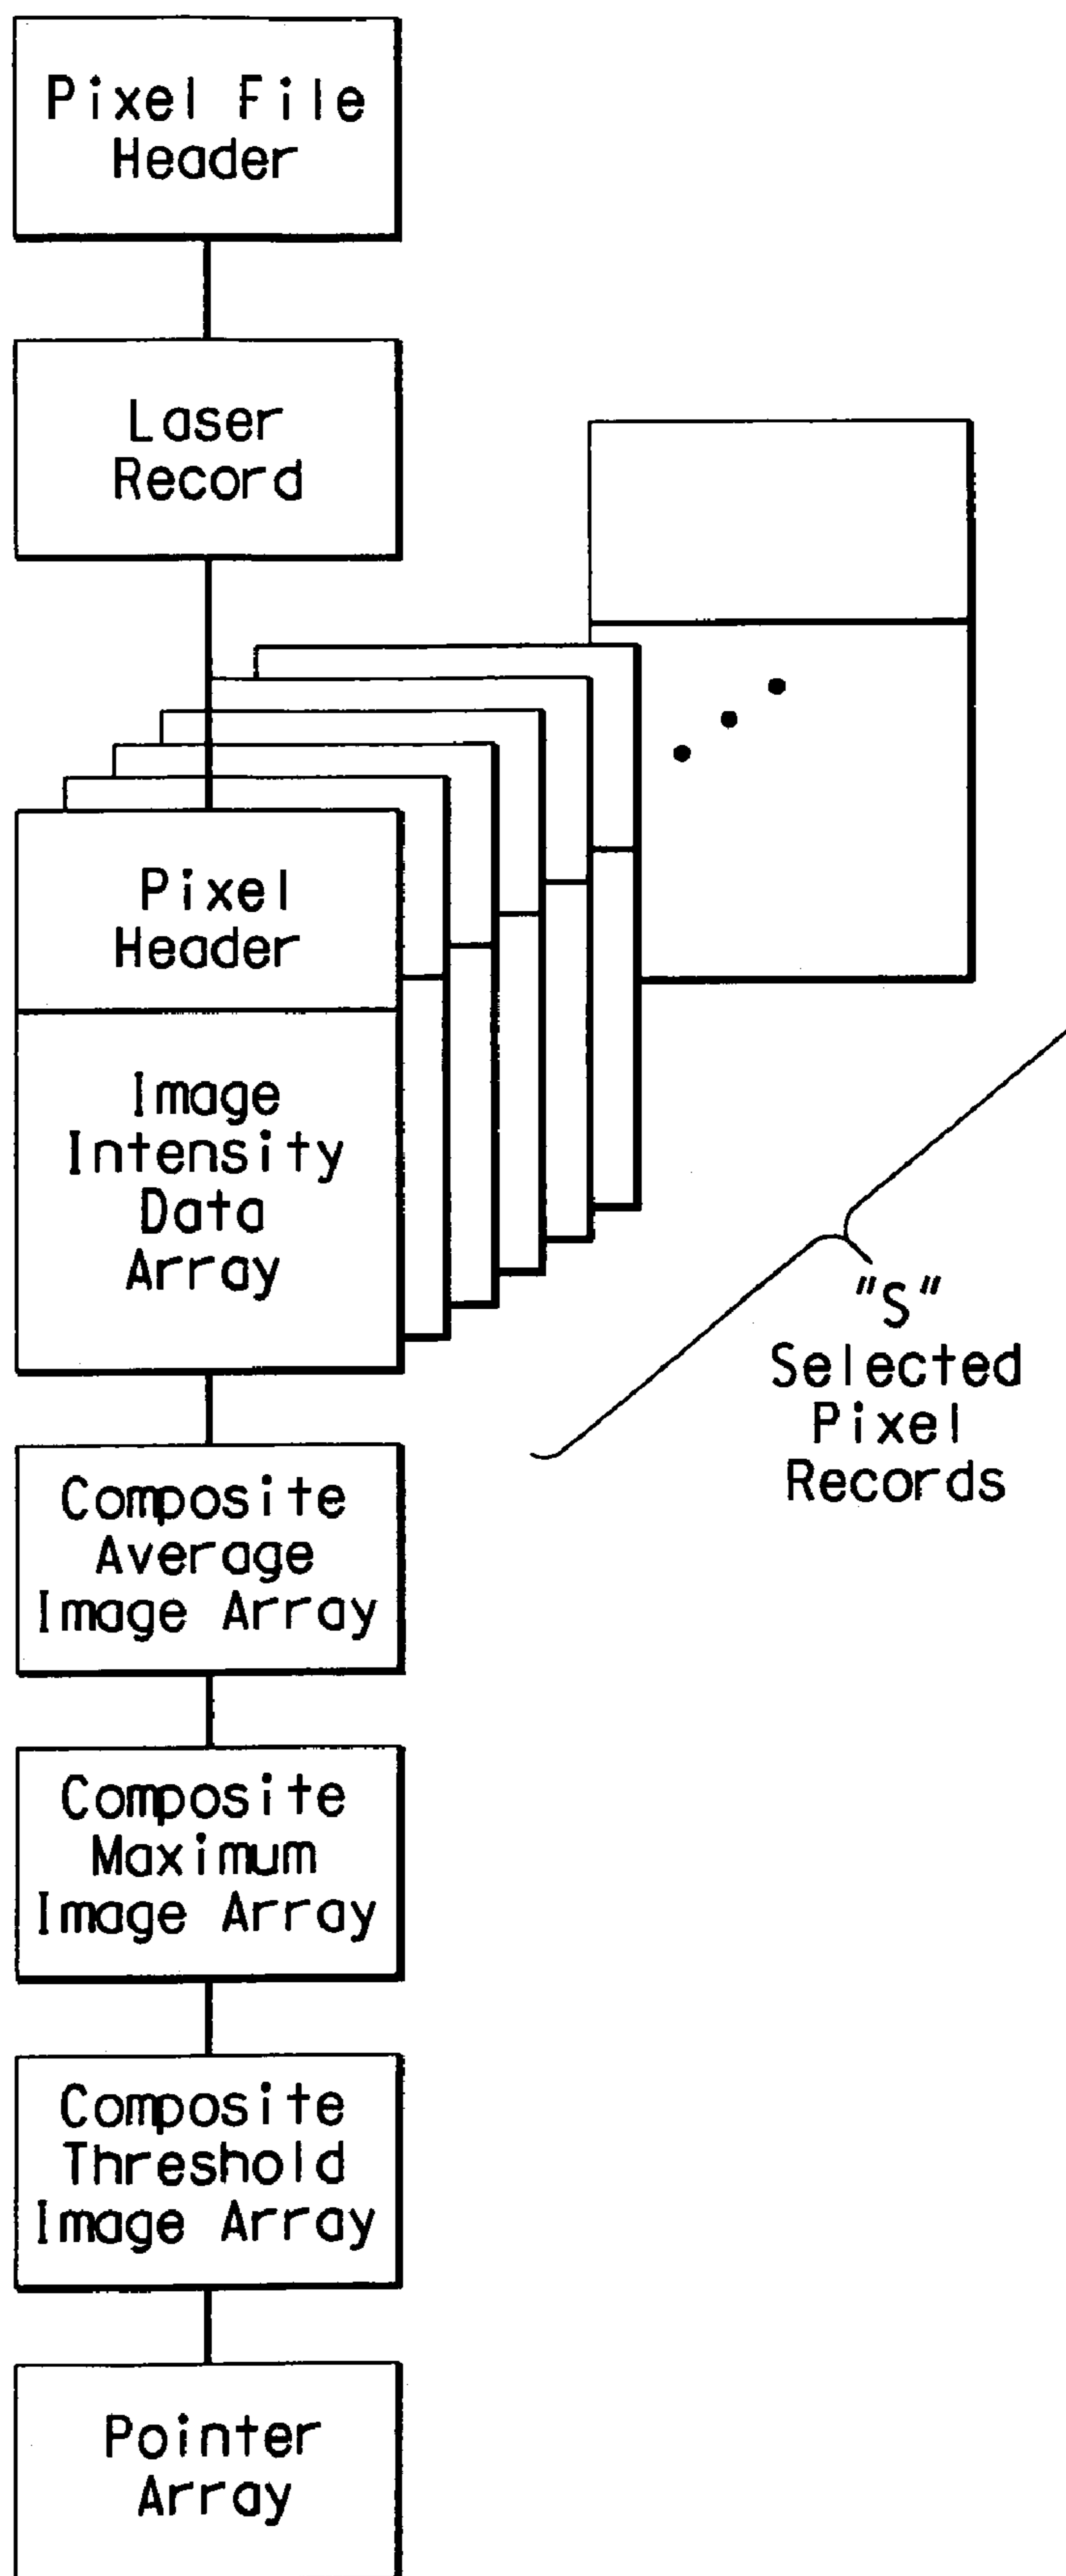 Pixel File
Header
Laser
Record
Pixel
Header
Image
Intensity
Data
Array
"S"
Selected
Pixel
Records
Composite
Average
Image Array
Composite
Maximum
Image Array
Composite
Threshold
Image Array
Pointer
Array